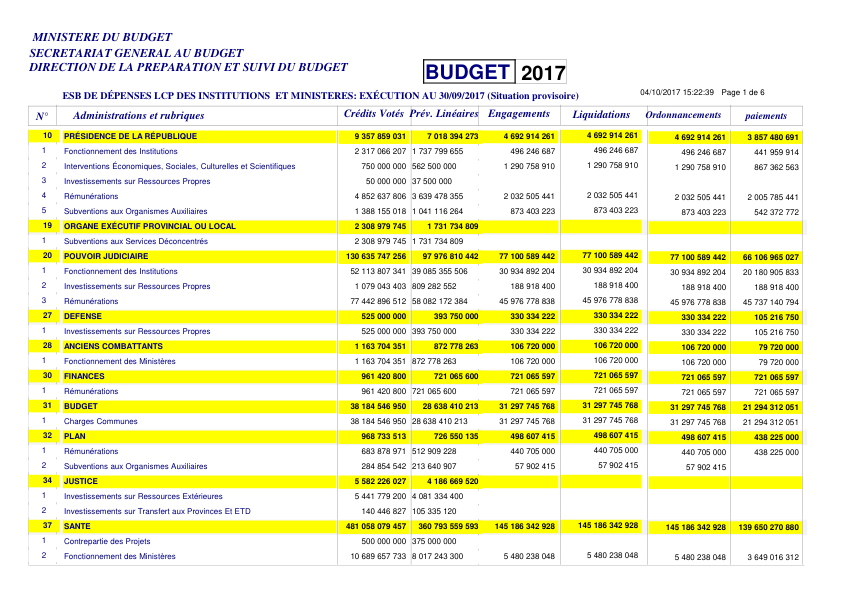 MINISTERE DU BUDGET
SECRETARIAT GENERAL AU BUDGET
DIRECTION DE LA PREPARATION ET SUIVI DU BUDGET
BUDGET 2017
ESB DE DÉPENSES LCP DES INSTITUTIONS ET MINISTERES: EXÉCUTION AU 30/09/2017 (Situation provisoire) 04/10/2017 15:22:39 Page 1 de 6
N° Administrations et rubriques Crédits Votés Prév. Linéaires Engagements Liquidations Ordonnancements paiements
10 PRÉSIDENCE DE LA RÉPUBLIQUE 9 357 859 031 7 018 394 273 4 692 914 261 4 692 914 261 4 692 914 261 3 857 480 691
1 Fonctionnement des Institutions 2 317 066 207 1 737 799 655 496 246 687 496 246 687 496 246 687 441 959 914
2 Interventions Économiques, Sociales, Culturelles et Scientifiques 750 000 000 562 500 000 1 290 758 910 1 290 758 910 1 290 758 910 867 362 563
3 Investissements sur Ressources Propres 50 000 000 37 500 000
4 Rémunérations 4 852 637 806 3 639 478 355 2 032 505 441 2 032 505 441 2 032 505 441 2 005 785 441
5 Subventions aux Organismes Auxiliaires 1 388 155 018 1 041 116 264 873 403 223 873 403 223 873 403 223 542 372 772
19 ORGANE EXÉCUTIF PROVINCIAL OU LOCAL 2 308 979 745 1 731 734 809
1 Subventions aux Services Déconcentrés 2 308 979 745 1 731 734 809
20 POUVOIR JUDICIAIRE 130 635 747 256 97 976 810 442 77 100 589 442 77 100 589 442 77 100 589 442 66 106 965 027
1 Fonctionnement des Institutions 52 113 807 341 39 085 355 506 30 934 892 204 30 934 892 204 30 934 892 204 20 180 905 833
2 Investissements sur Ressources Propres 1 079 043 403 809 282 552 188 918 400 188 918 400 188 918 400 188 918 400
3 Rémunérations 77 442 896 512 58 082 172 384 45 976 778 838 45 976 778 838 45 976 778 838 45 737 140 794
27 DEFENSE 525 000 000 393 750 000 330 334 222 330 334 222 330 334 222 105 216 750
1 Investissements sur Ressources Propres 525 000 000 393 750 000 330 334 222 330 334 222 330 334 222 105 216 750
28 ANCIENS COMBATTANTS 1 163 704 351 872 778 263 106 720 000 106 720 000 106 720 000 79 720 000
1 Fonctionnement des Ministères 1 163 704 351 872 778 263 106 720 000 106 720 000 106 720 000 79 720 000
30 FINANCES 961 420 800 721 065 600 721 065 597 721 065 597 721 065 597 721 065 597
1 Rémunérations 961 420 800 721 065 600 721 065 597 721 065 597 721 065 597 721 065 597
31 BUDGET 38 184 546 950 28 638 410 213 31 297 745 768 31 297 745 768 31 297 745 768 21 294 312 051
1 Charges Communes 38 184 546 950 28 638 410 213 31 297 745 768 31 297 745 768 31 297 745 768 21 294 312 051
32 PLAN 968 733 513 726 550 135 498 607 415 498 607 415 498 607 415 438 225 000
1 Rémunérations 683 878 971 512 909 228 440 705 000 440 705 000 440 705 000 438 225 000
2 Subventions aux Organismes Auxiliaires 284 854 542 213 640 907 57 902 415 57 902 415 57 902 415
34 JUSTICE 5 582 226 027 4 186 669 520
1 Investissements sur Ressources Extérieures 5 441 779 200 4 081 334 400
2 Investissements sur Transfert aux Provinces Et ETD 140 446 827 105 335 120
37 SANTE 481 058 079 457 360 793 559 593 145 186 342 928 145 186 342 928 145 186 342 928 139 650 270 880
1 Contrepartie des Projets 500 000 000 375 000 000
2 Fonctionnement des Ministères 10 689 657 733 8 017 243 300 5 480 238 048 5 480 238 048 5 480 238 048 3 649 016 312